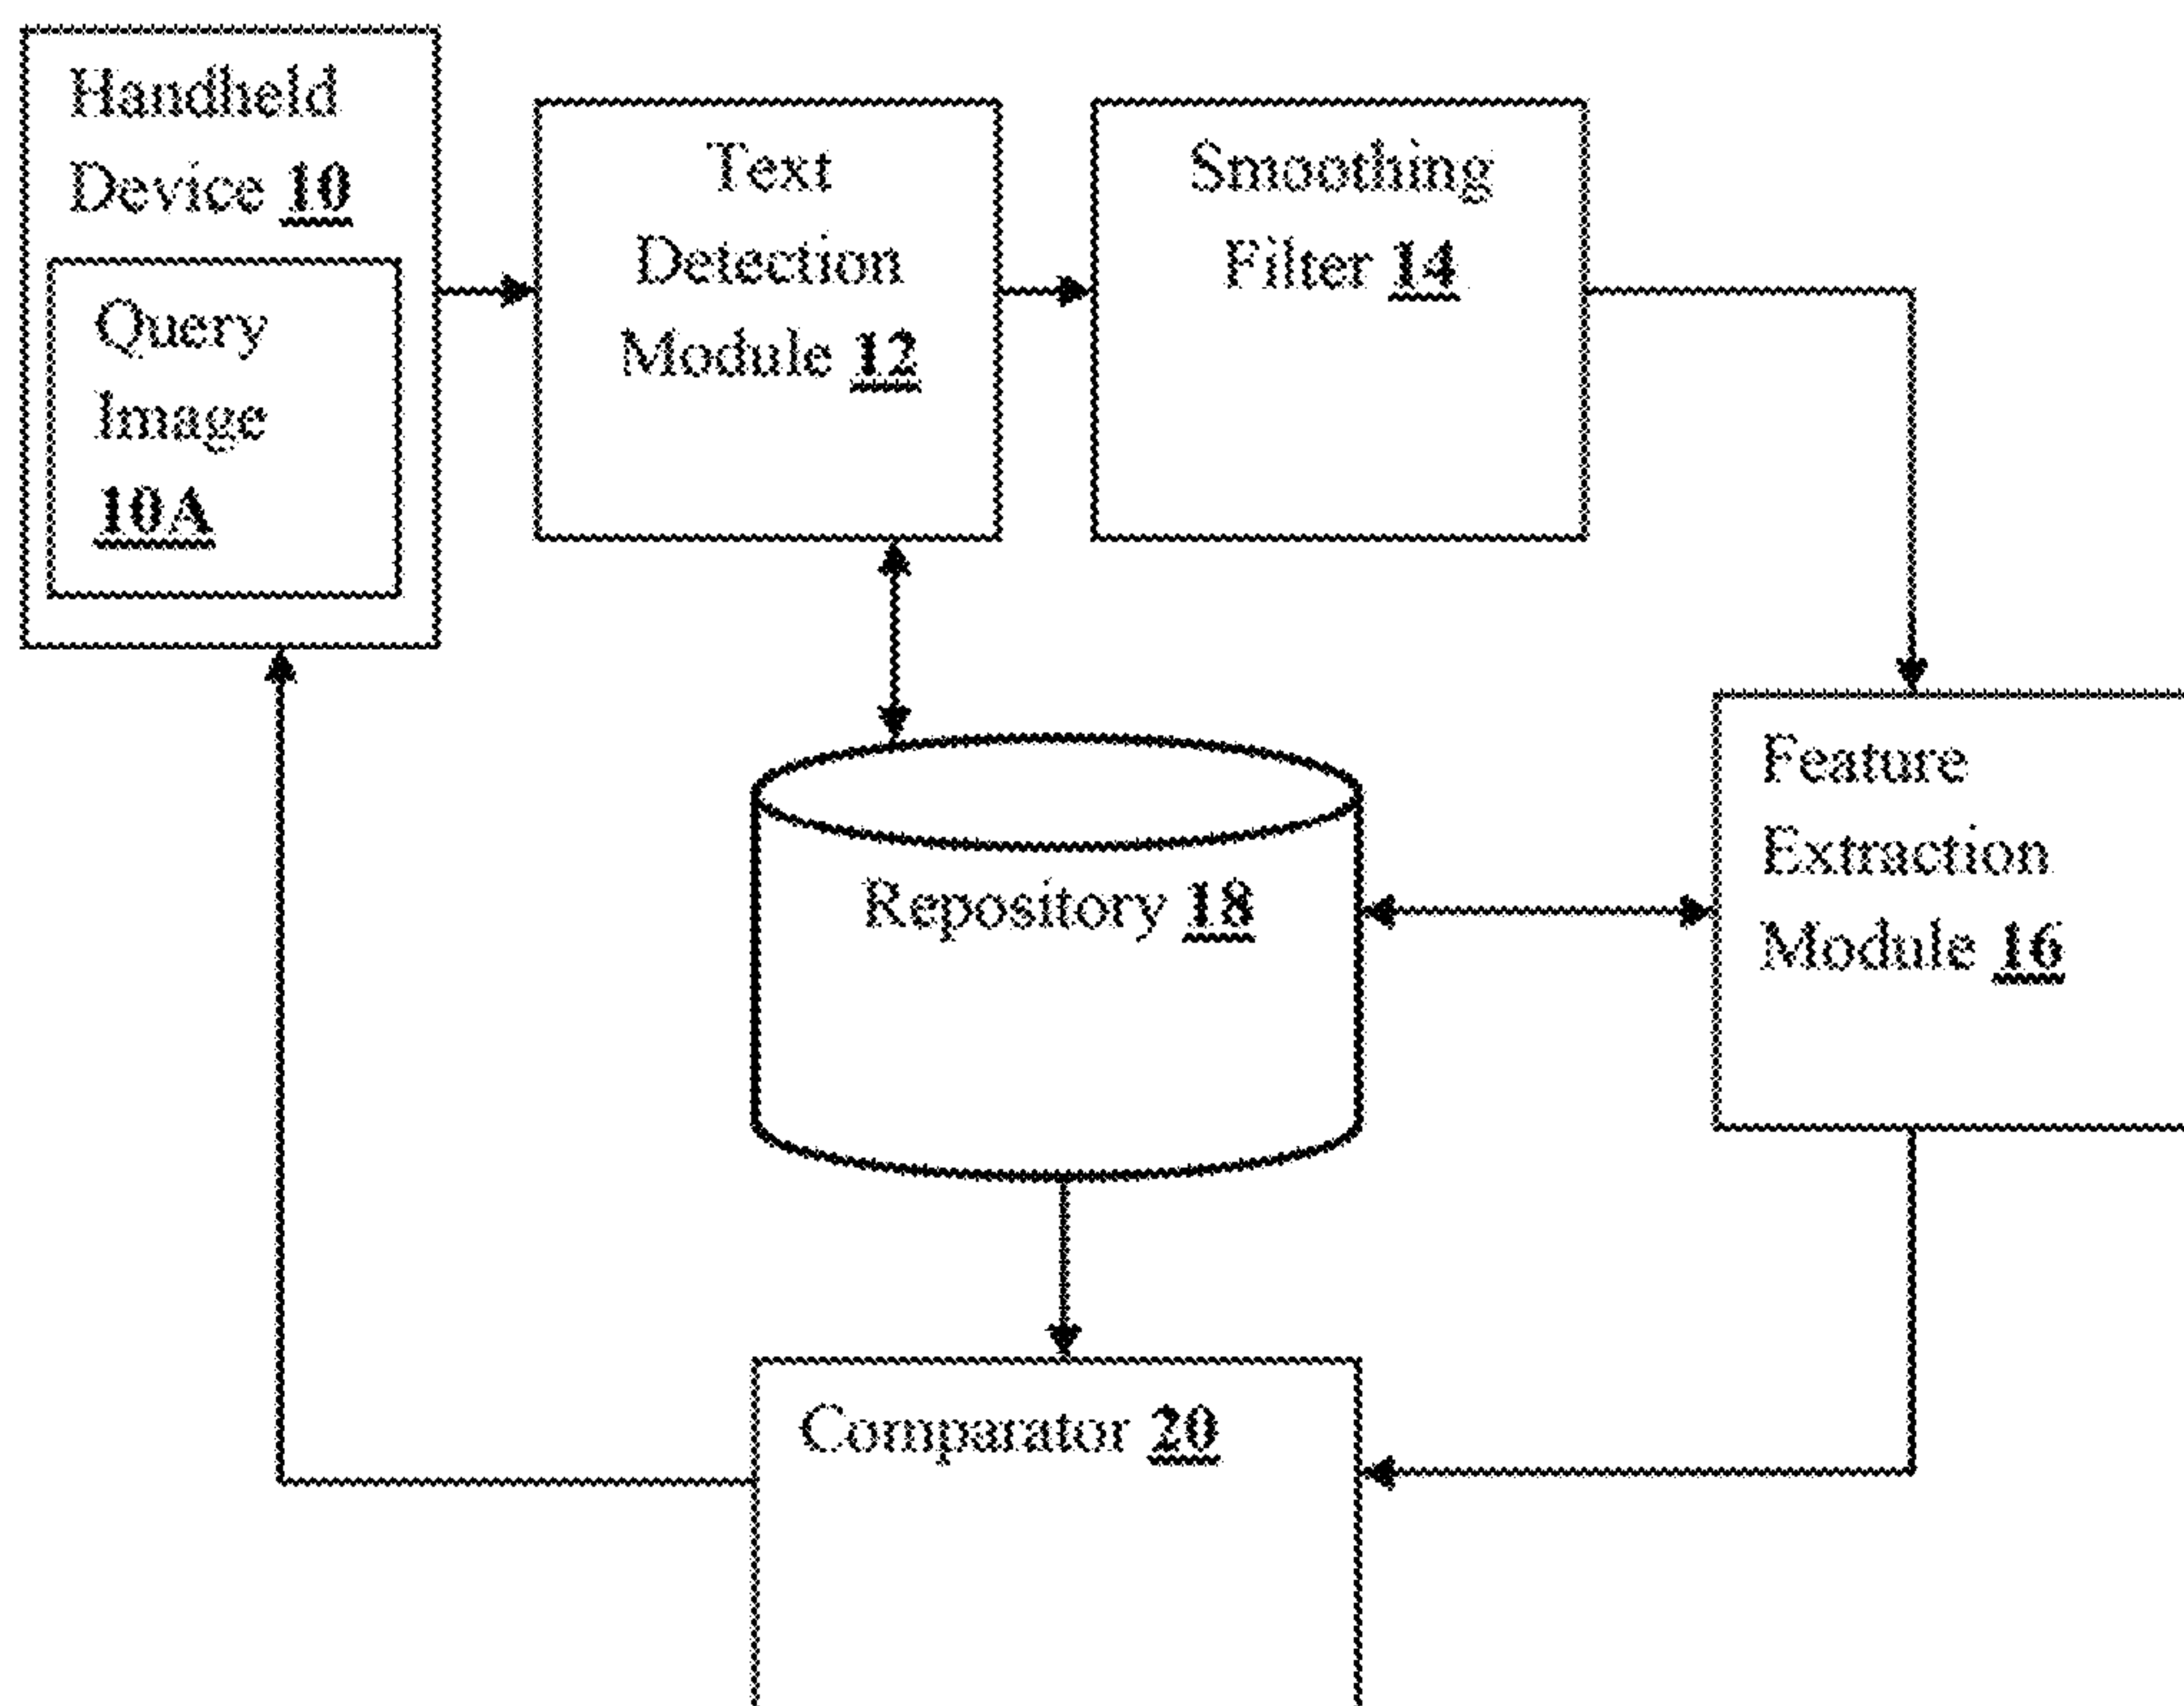 Handheld
Device 10
Query
Image
10A
Text
Detection
Module 12
Smoothing
Filter 14
Feature
Extraction
Module 16
Repository 18
Comparator 20